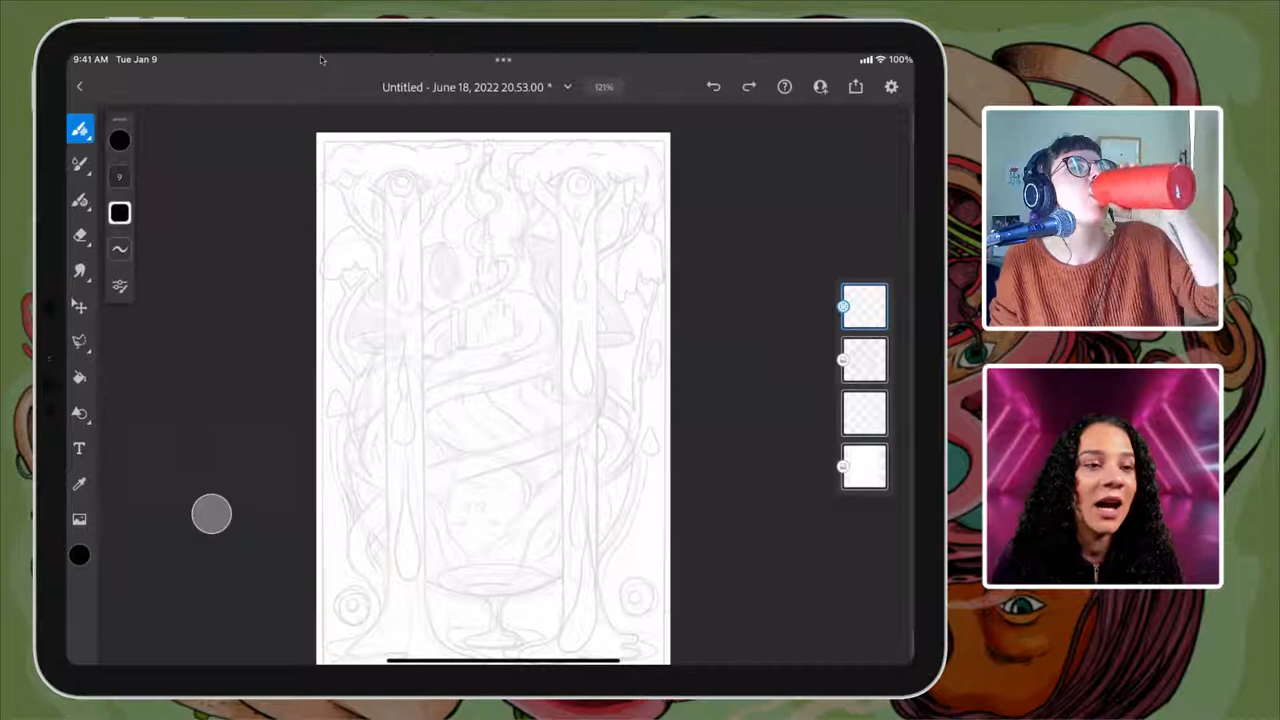 9:41 AM Tue Jan 9
100%
Untitled - June 18, 2022 20.53.00 *
121%
9
T